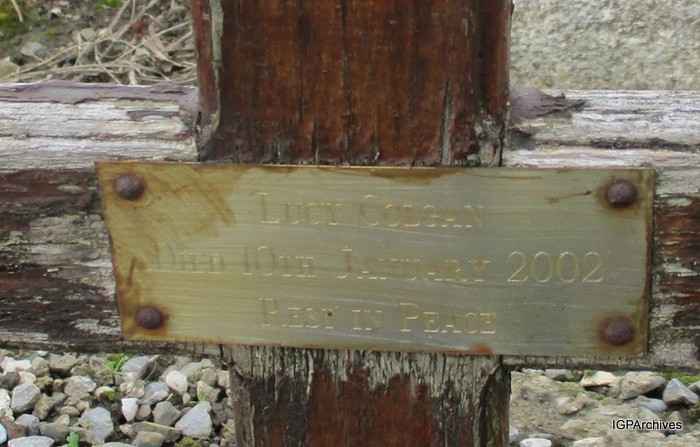 Lucy Colgan
Died 10th January 2002
Rest in Peace
IGPArchives